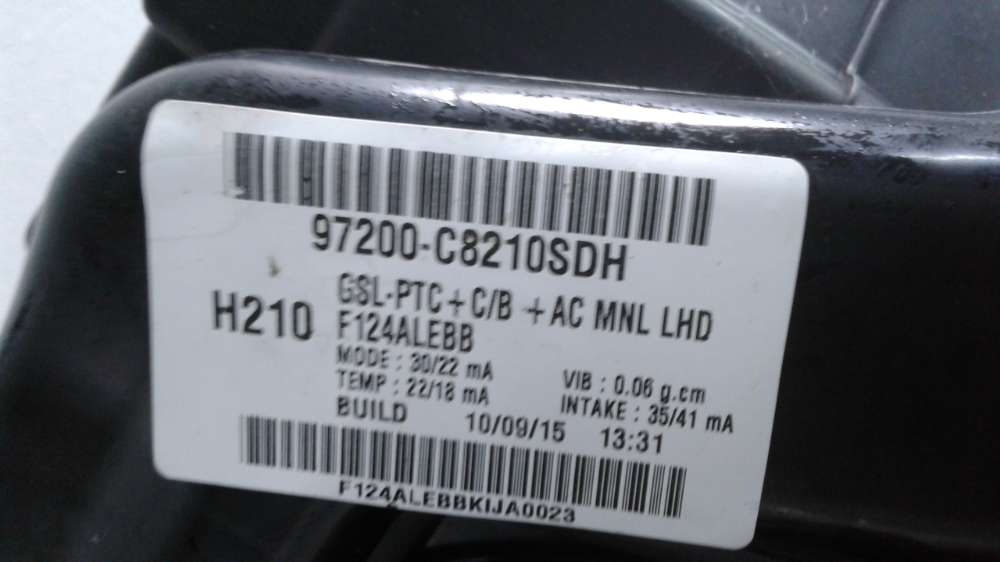 97200-C8210SDH
GSL-PTC + C/B + AC MNL LHD
H210 F124ALEBB
MODE : 30/22 mA VIB : 0.06 g.cm
TEMP : 22/18 mA INTAKE : 35/41 mA
BUILD 10/09/15 13:31
F124ALEBBKIJA0023